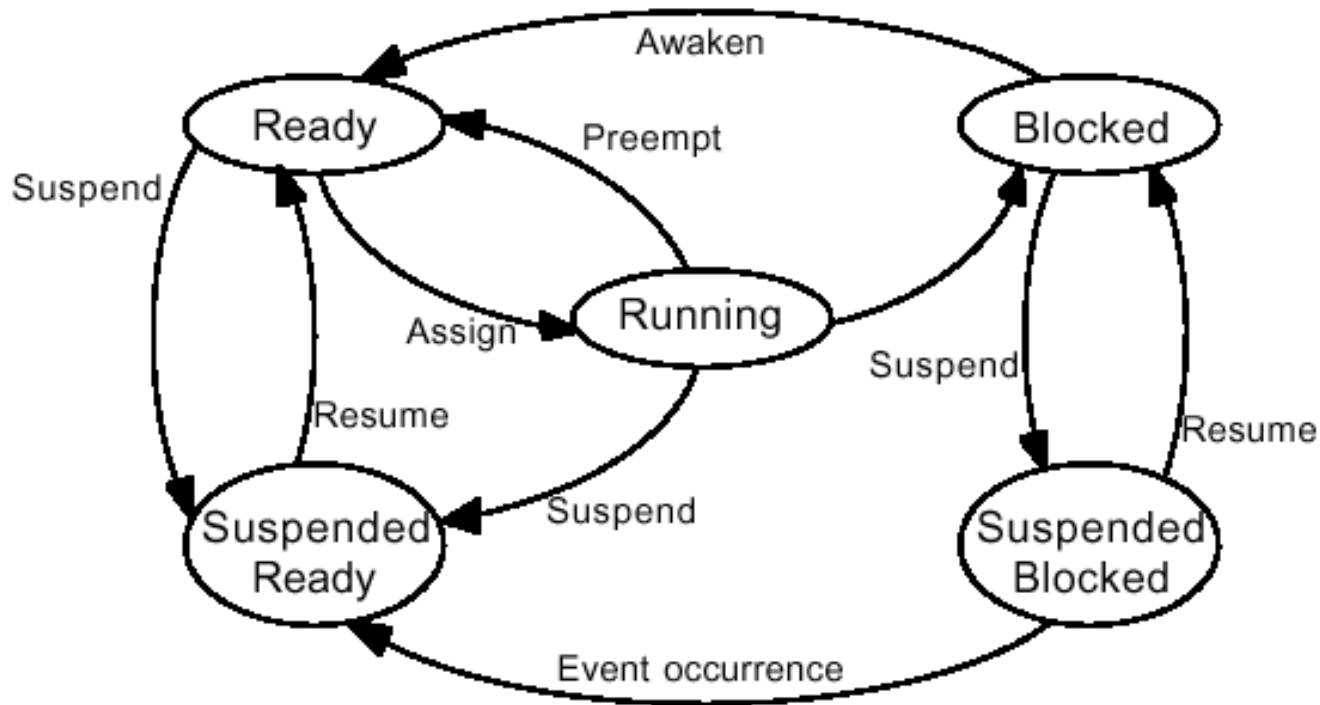 Awaken
Ready
Blocked
Preempt
Suspend
Running
Assign
Suspend
Resume
Resume
Suspend
Suspended
Ready
Suspended
Blocked
Event occurrence